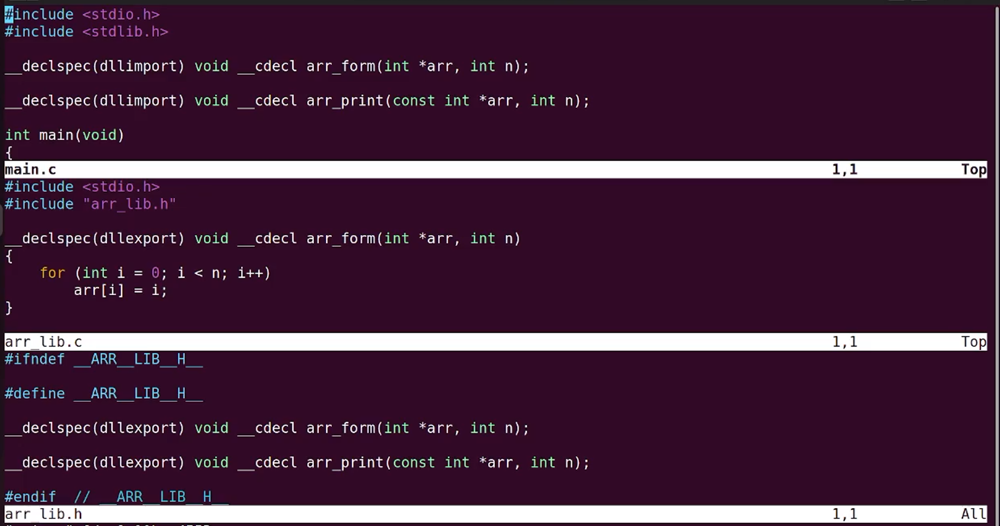 #include <stdio.h>
#include <stdlib.h>
__declspec(dllimport) void __cdecl arr_form(int *arr, int n);
__declspec(dllimport) void __cdecl arr_print(const int *arr, int n);
int main(void)
{
main.c 1,1 Top
#include <stdio.h>
#include "arr_lib.h"
__declspec(dllexport) void __cdecl arr_form(int *arr, int n)
{
    for (int i = 0; i < n; i++)
        arr[i] = i;
}
arr_lib.c 1,1 Top
#ifndef __ARR__LIB__H__
#define __ARR__LIB__H__
__declspec(dllexport) void __cdecl arr_form(int *arr, int n);
__declspec(dllexport) void __cdecl arr_print(const int *arr, int n);
#endif  // __ARR__LIB__H__
arr_lib.h 1,1 All